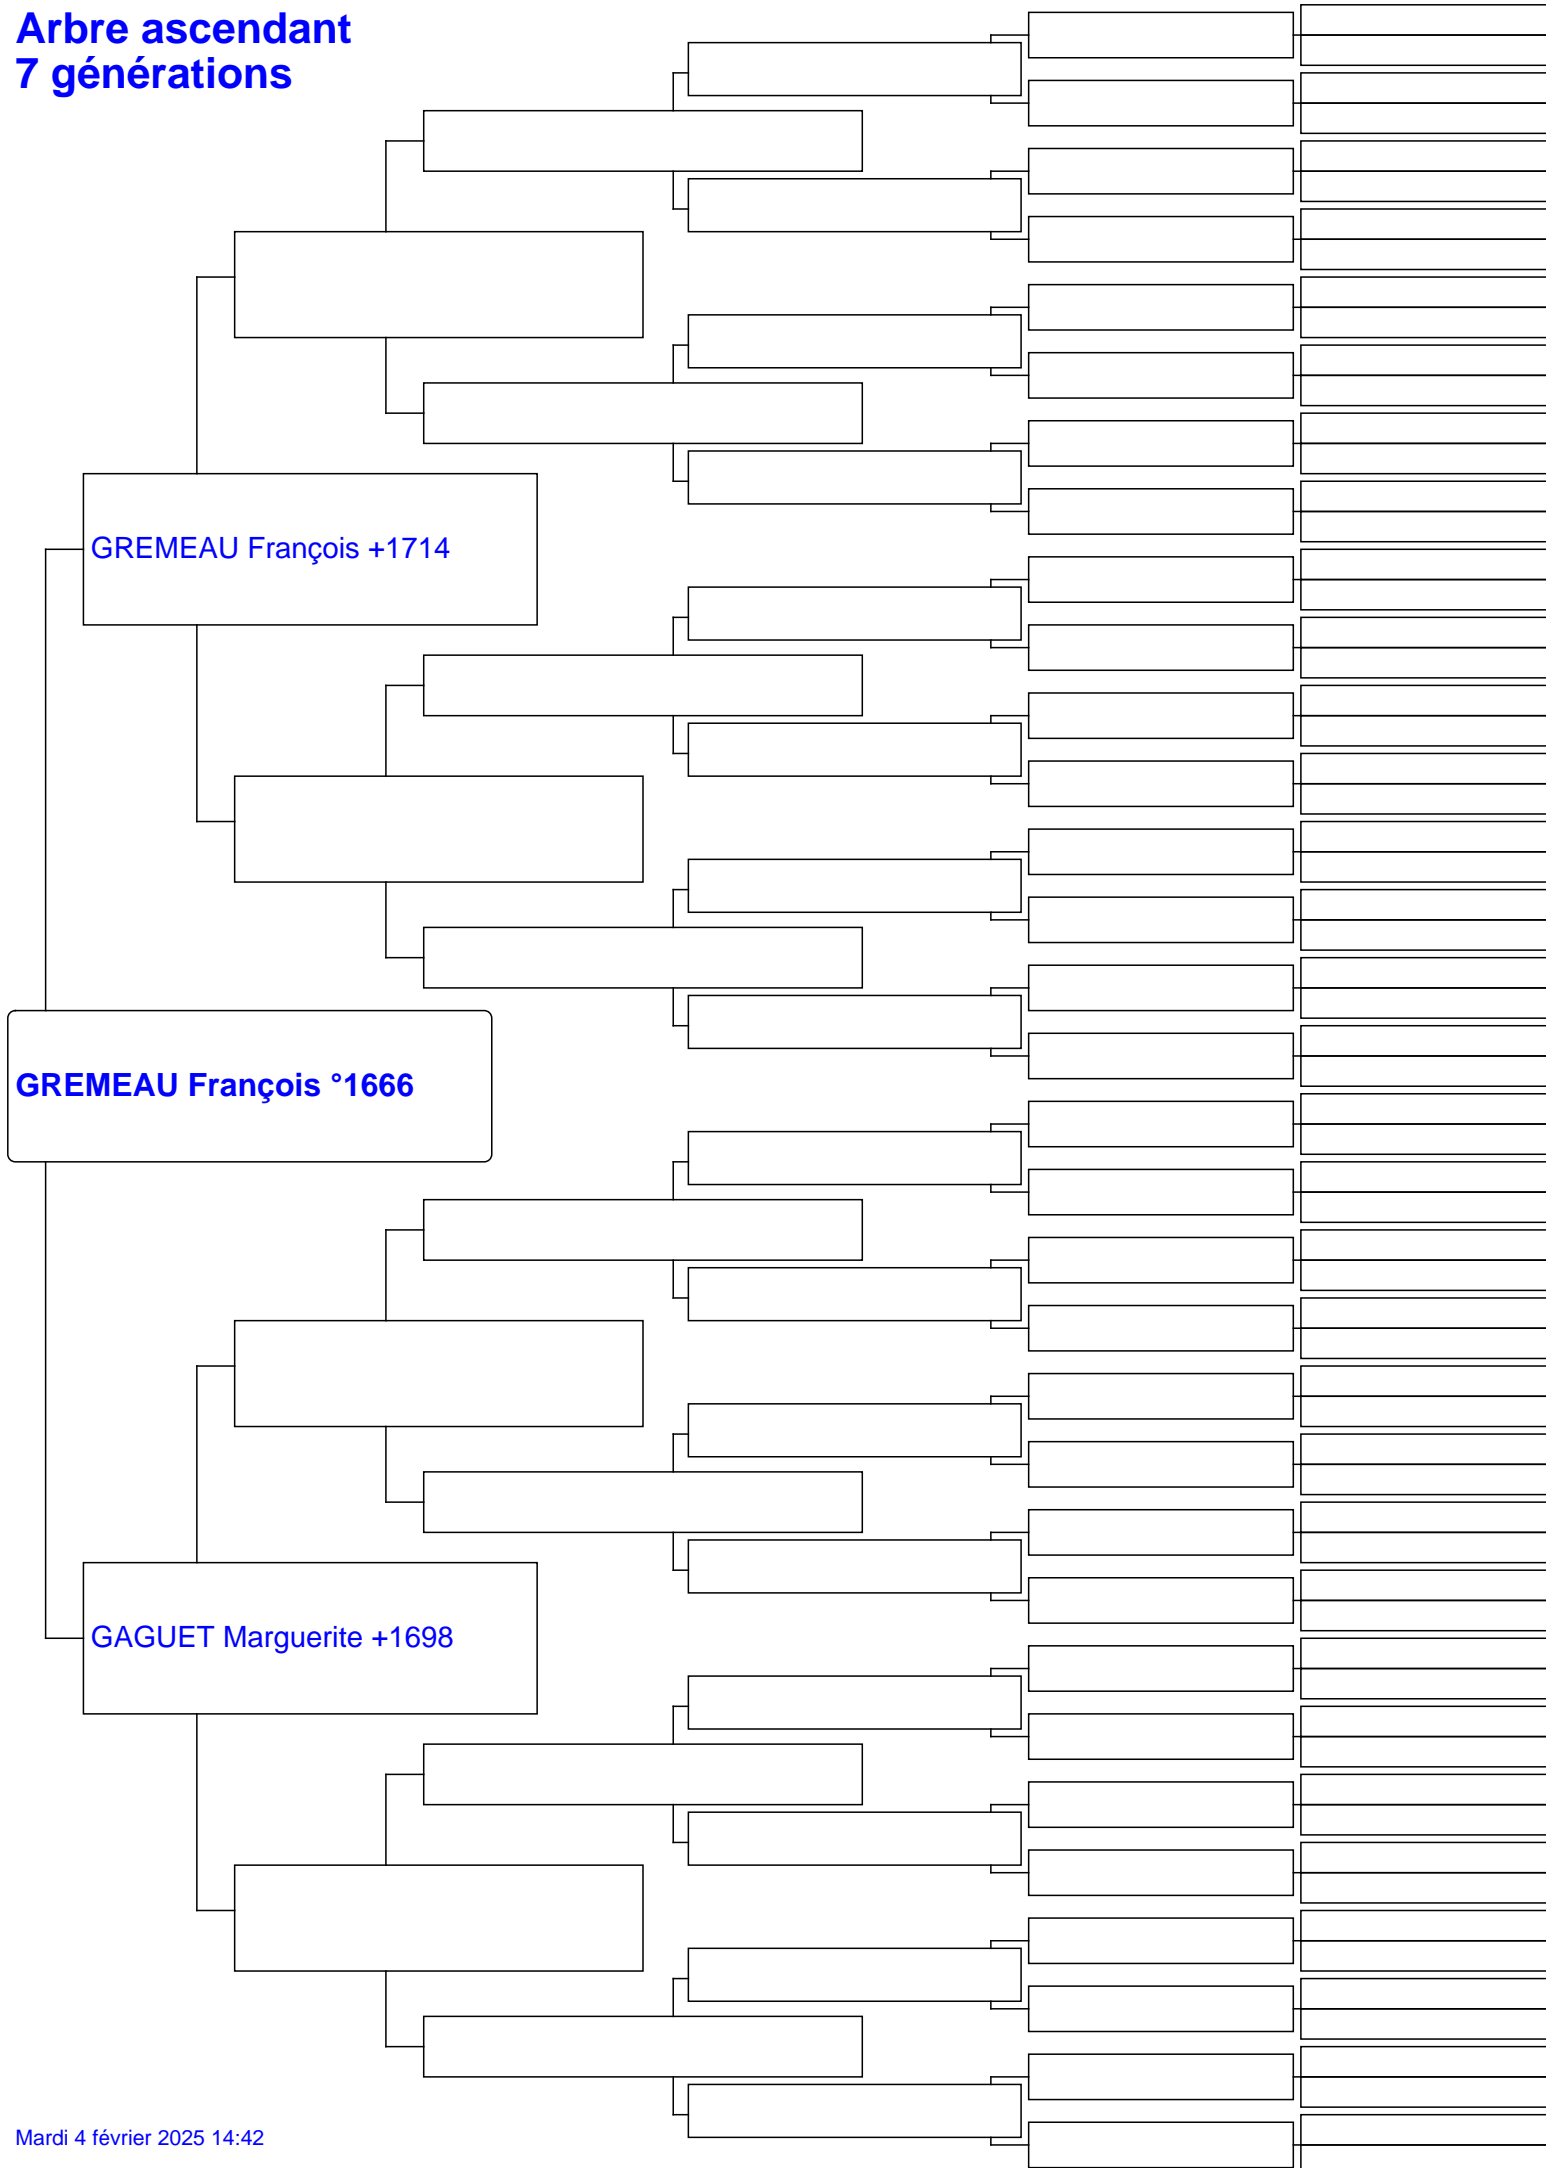 Arbre ascendant
7 générations
GREMEAU François +1714
GREMEAU François °1666
GAGUET Marguerite +1698
Mardi 4 février 2025 14:42